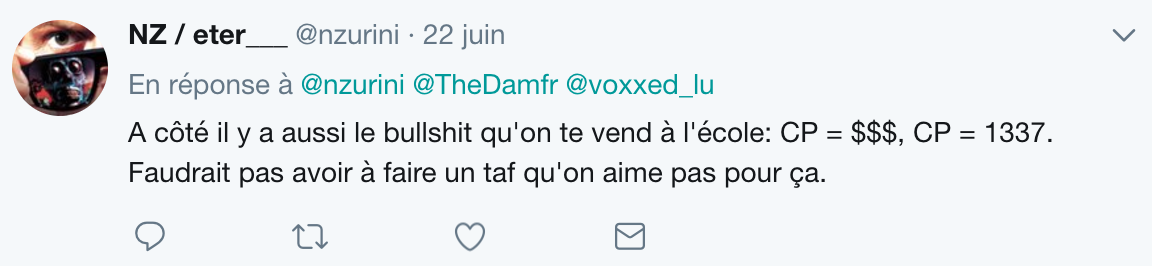 NZ / eter___ @nzurini · 22 juin
En réponse à @nzurini @TheDamfr @voxxed_lu
A côté il y a aussi le bullshit qu'on te vend à l'école: CP = $$$, CP = 1337.
Faudrait pas avoir à faire un taf qu'on aime pas pour ça.